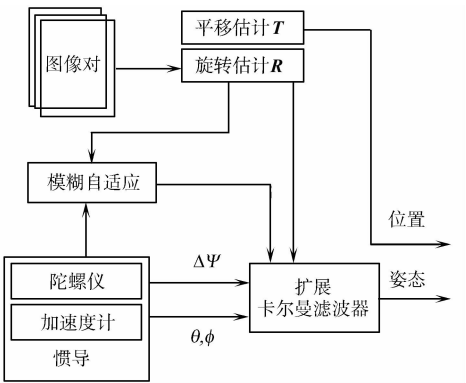 平移估计T
图像对
旋转估计R
模糊自适应
位置
陀螺仪
ΔΨ
扩展
卡尔曼滤波器
姿态
加速度计
θ,ϕ
惯导